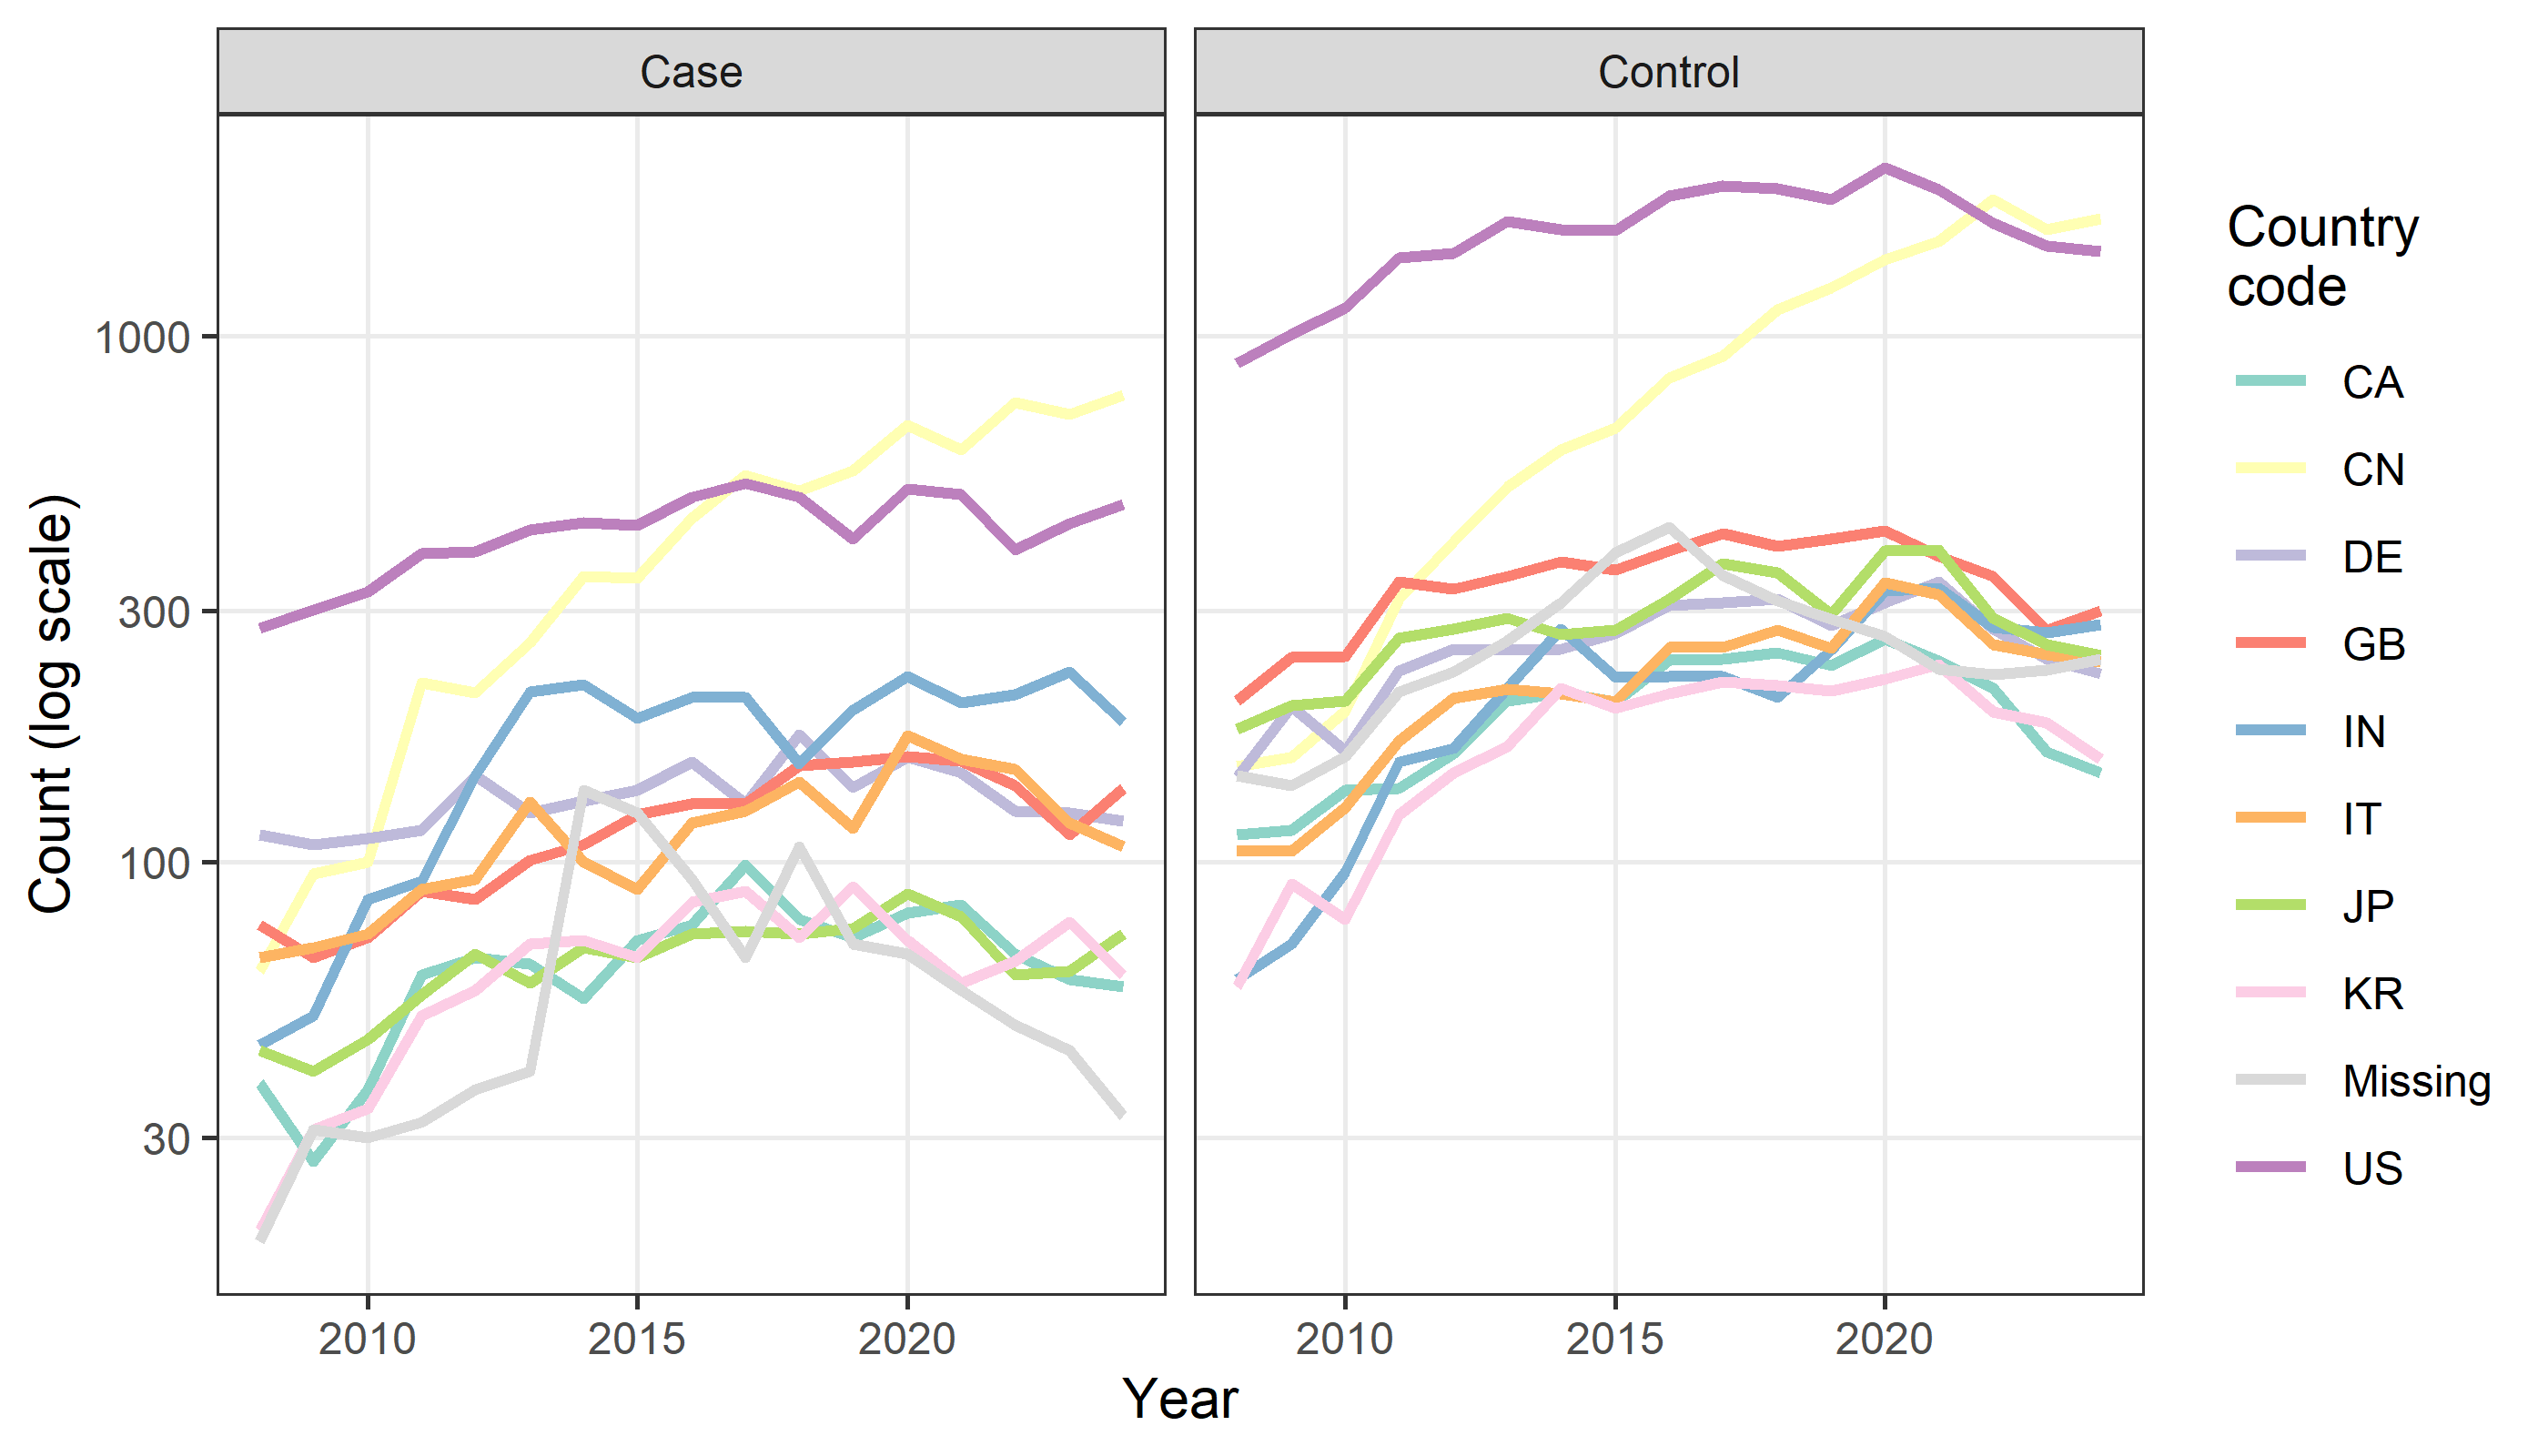 Case
Control
Count (log scale)
1000
300
100
30
2010
2015
2020
2010
2015
2020
Year
Country
code
CA
CN
DE
GB
IN
IT
JP
KR
Missing
US